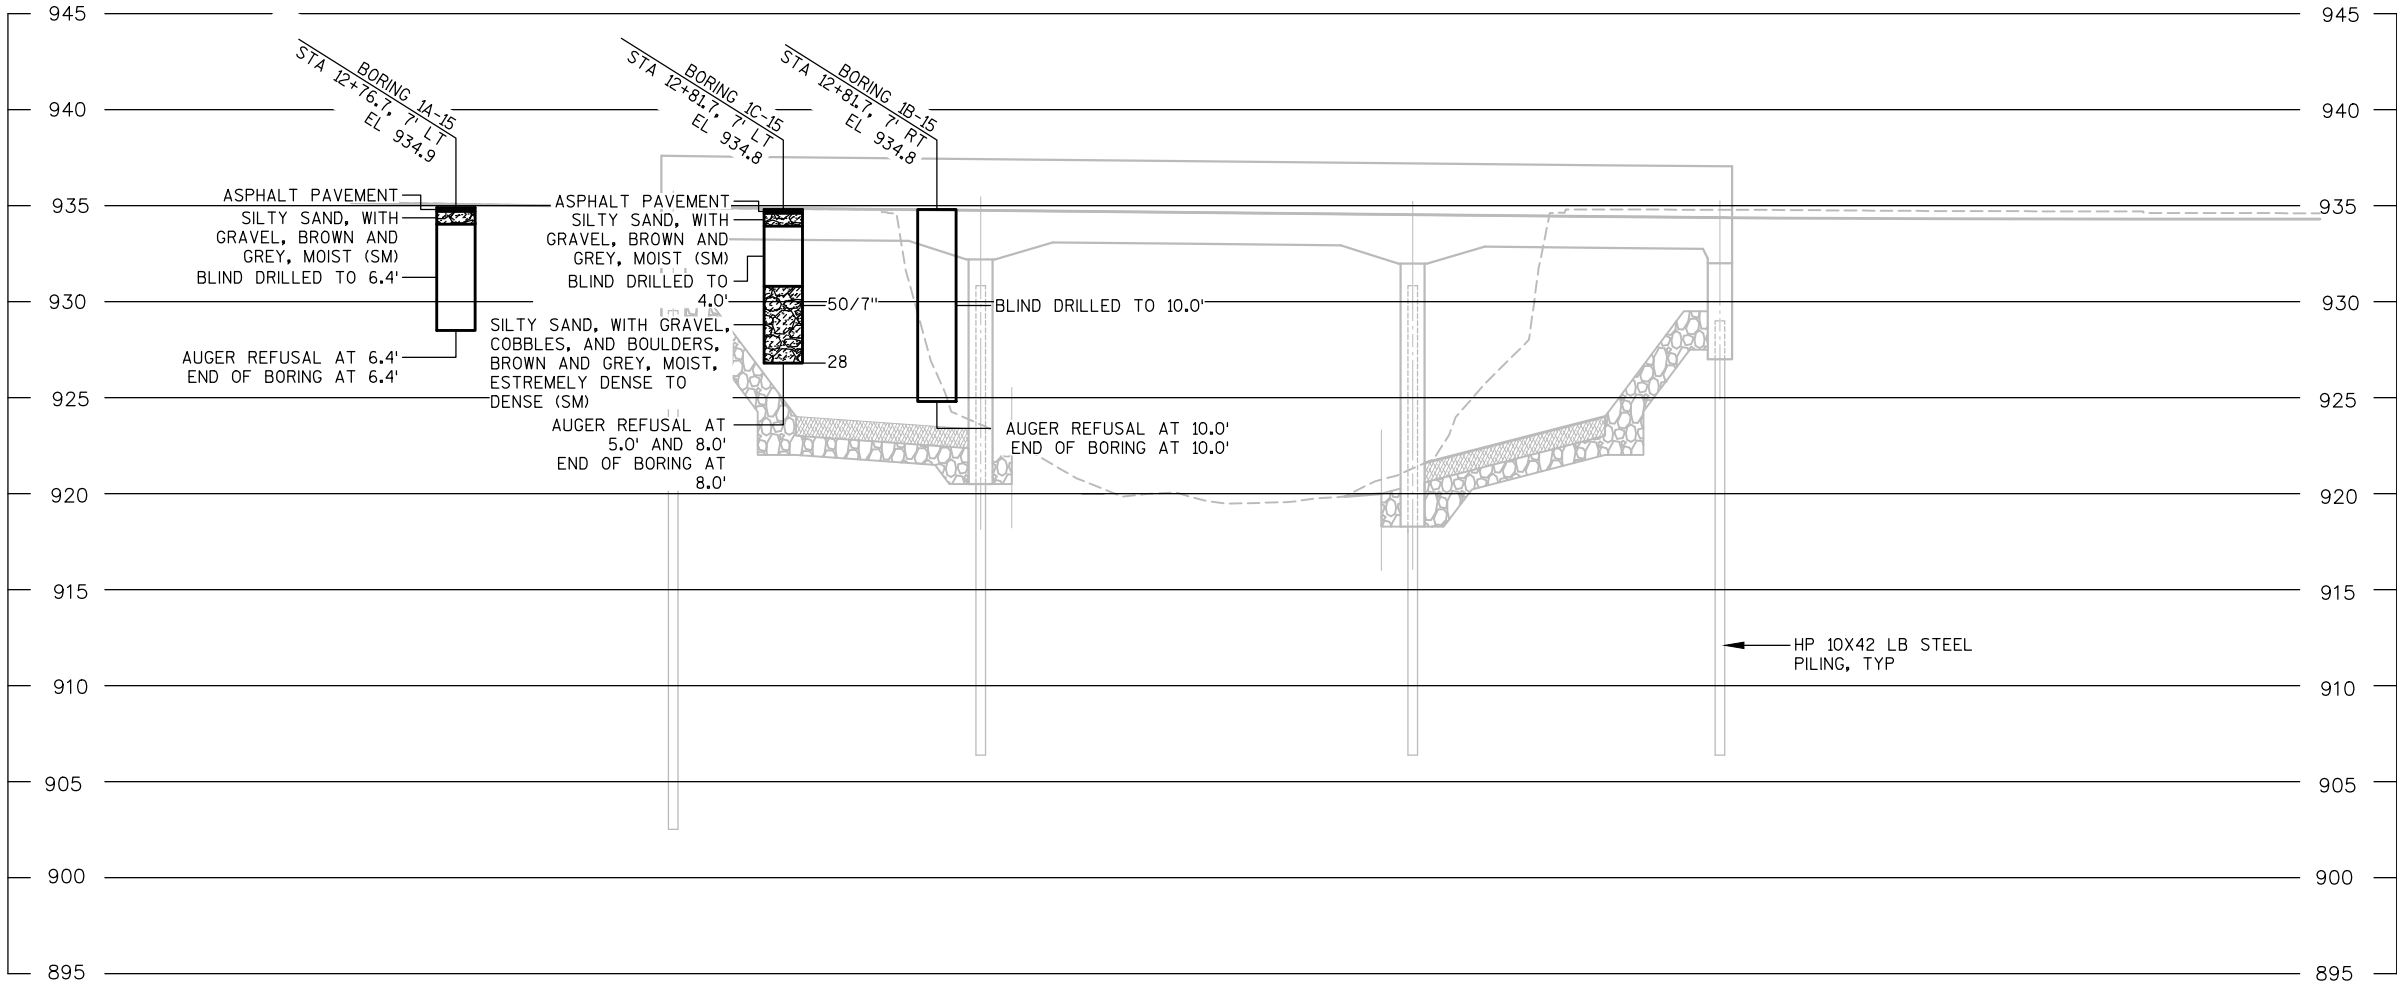 945
945
BORING 1A-15
STA 12+76.7, 7' LT
EL 934.9
BORING 1C-15
STA 12+81.7, 7' LT
EL 934.8
BORING 1B-15
STA 12+81.7, 7' RT
EL 934.8
940
940
ASPHALT PAVEMENT
SILTY SAND, WITH
GRAVEL, BROWN AND
GREY, MOIST (SM)
BLIND DRILLED TO 6.4'
AUGER REFUSAL AT 6.4'
END OF BORING AT 6.4'
ASPHALT PAVEMENT
SILTY SAND, WITH
GRAVEL, BROWN AND
GREY, MOIST (SM)
BLIND DRILLED TO
4.0'
SILTY SAND, WITH GRAVEL,
COBBLES, AND BOULDERS,
BROWN AND GREY, MOIST,
ESTREMELY DENSE TO
DENSE (SM)
AUGER REFUSAL AT
5.0' AND 8.0'
END OF BORING AT
8.0'
50/7"
28
BLIND DRILLED TO 10.0'
AUGER REFUSAL AT 10.0'
END OF BORING AT 10.0'
935
935
930
930
925
925
920
920
915
915
HP 10X42 LB STEEL
PILING, TYP
910
910
905
905
900
900
895
895